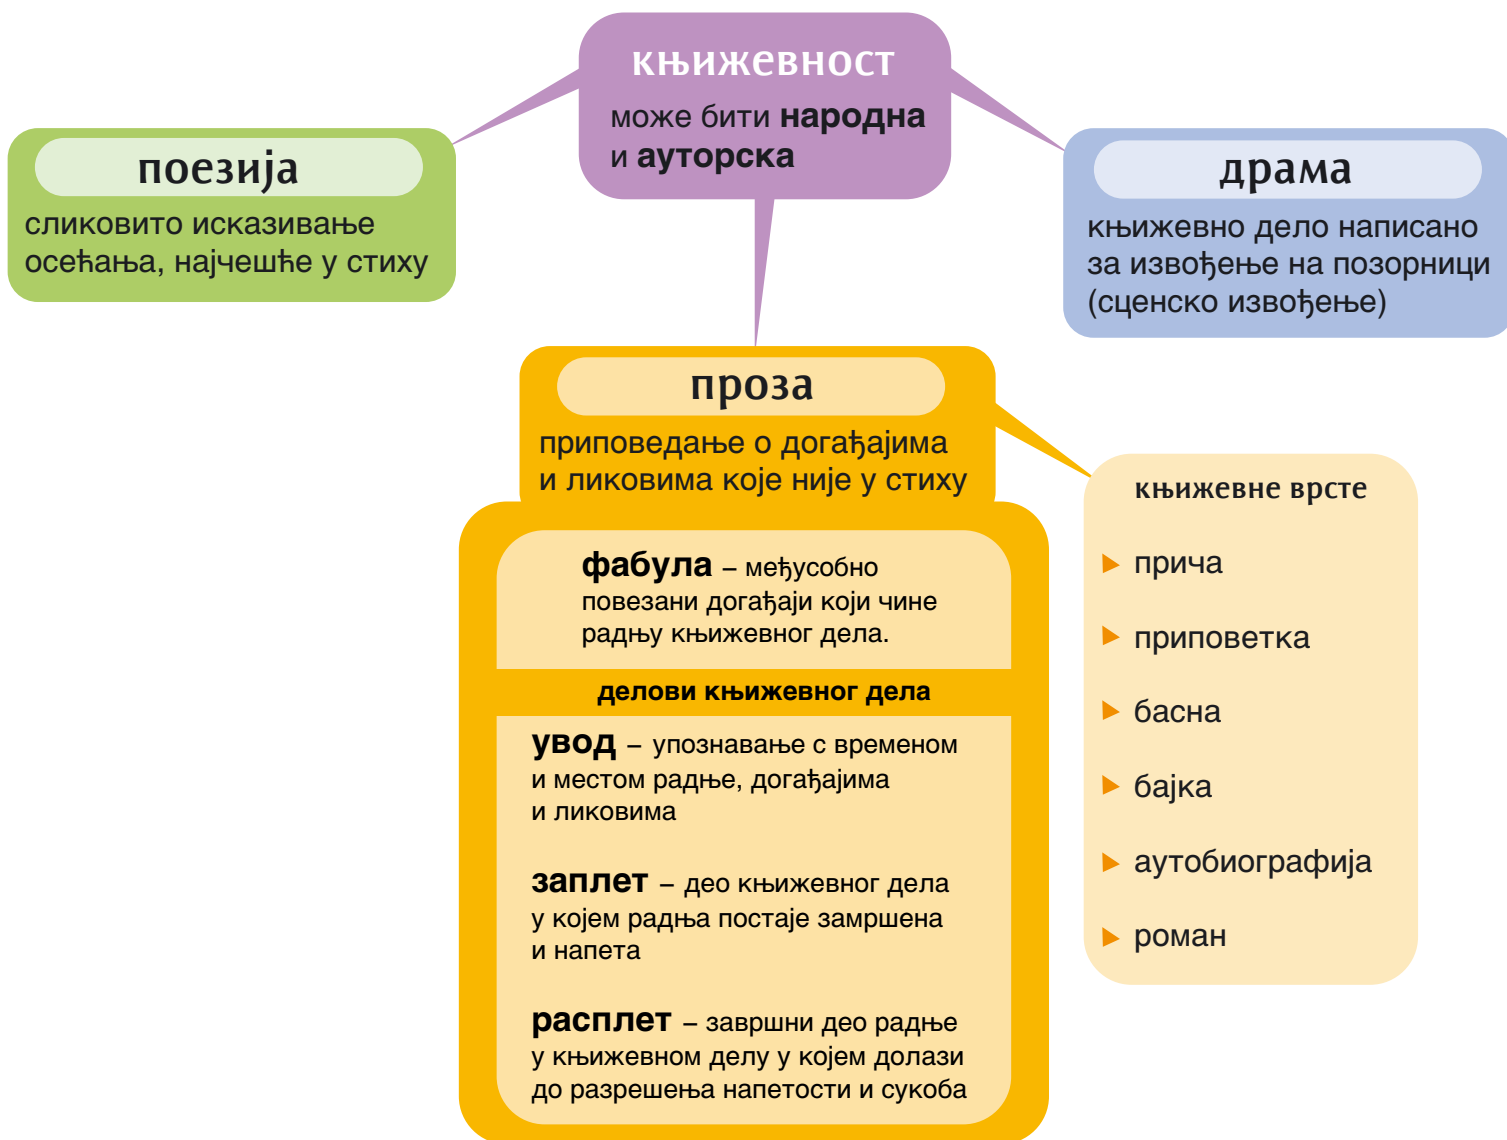 књижевност
може бити народна
и ауторска
поезија
сликовито исказивање
осећања, најчешће у стиху
драма
књижевно дело написано
за извођење на позорници
(сценско извођење)
проза
приповедање о догађајима
и ликовима које није у стиху
фабула – међусобно
повезани догађаји који чине
радњу књижевног дела.
делови књижевног дела
увод – упознавање с временом
и местом радње, догађајима
и ликовима
заплет – део књижевног дела
у којем радња постаје замршена
и напета
расплет – завршни део радње
у књижевном делу у којем долази
до разрешења напетости и сукоба
књижевне врсте
прича
приповетка
басна
бајка
аутобиографија
роман